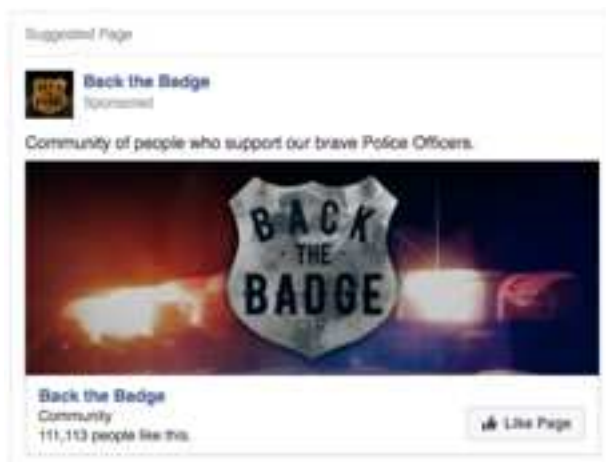 Suggested Page
Back the Badge
Sponsored
Community of people who support our brave Police Officers.
BACK
THE
BADGE
Back the Badge
Community
111,113 people like this.
Like Page